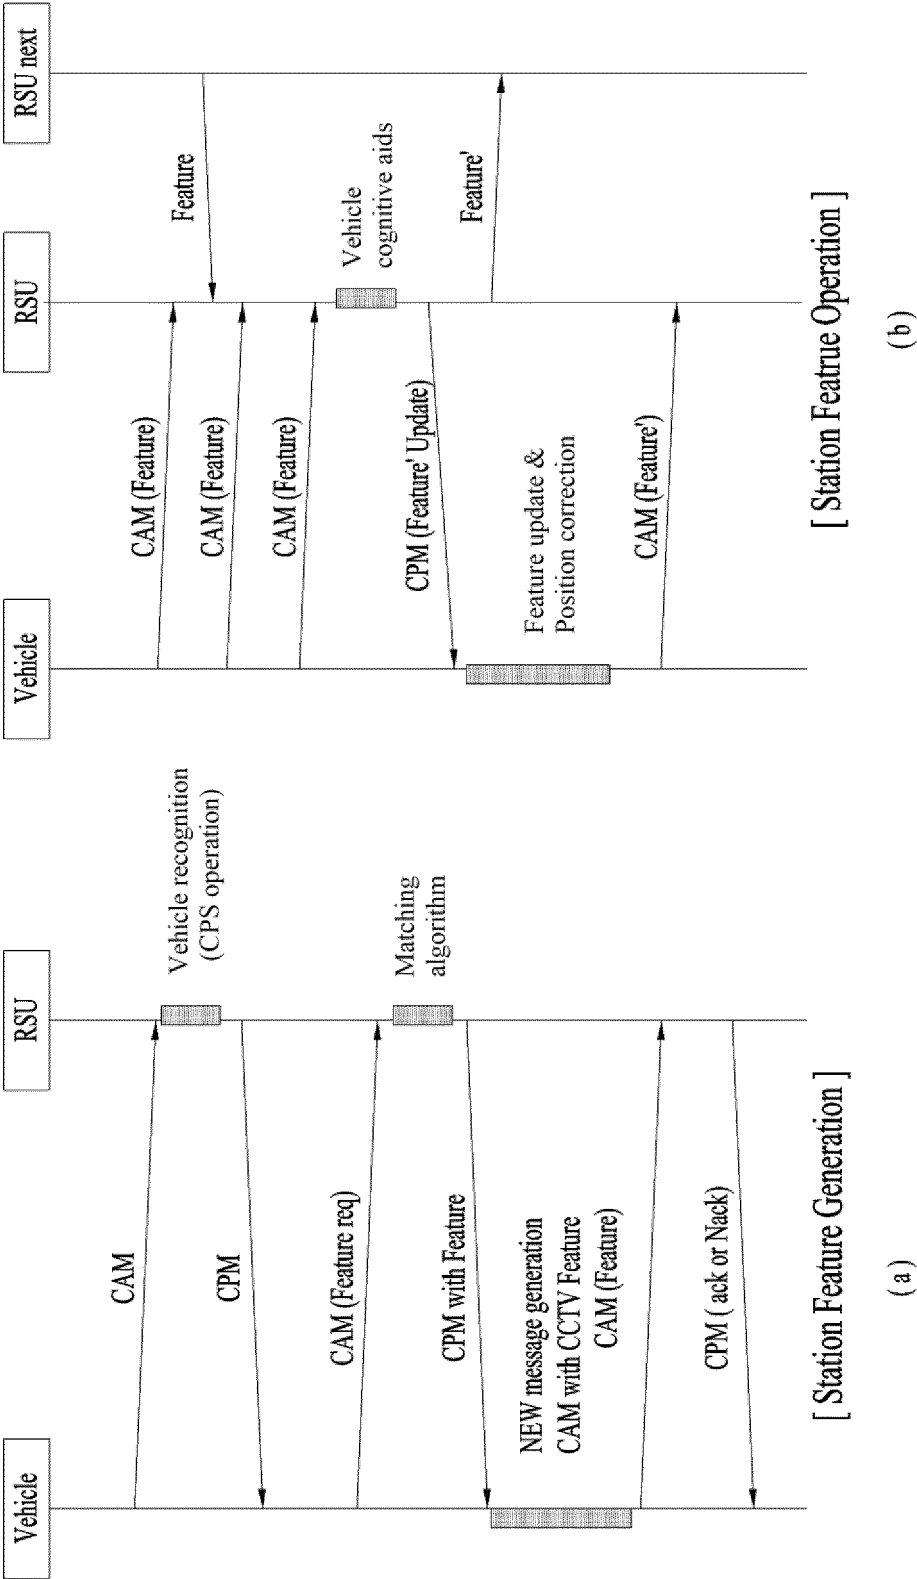 Vehicle
RSU
CAM
Vehicle recognition
(CPS operation)
CPM
CAM (Feature req)
Matching
algorithm
CPM with Feature
NEW message generation
CAM with CCTV Feature
CAM (Feature)
CPM ( ack or Nack)
[ Station Feature Generation ]
( a )
Vehicle
RSU
RSU next
CAM (Feature)
Feature
CAM (Feature)
CAM (Feature)
Vehicle
cognitive aids
CPM (Feature' Update)
Feature'
Feature update &
Position correction
CAM (Feature')
[ Station Featrue Operation ]
( b )